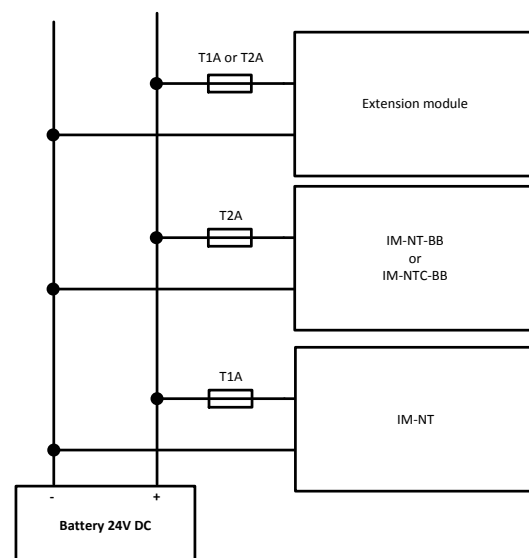 T1A or T2A
Extension module
T2A
IM-NT-BB
or
IM-NTC-BB
T1A
IM-NT
- +
Battery 24V DC